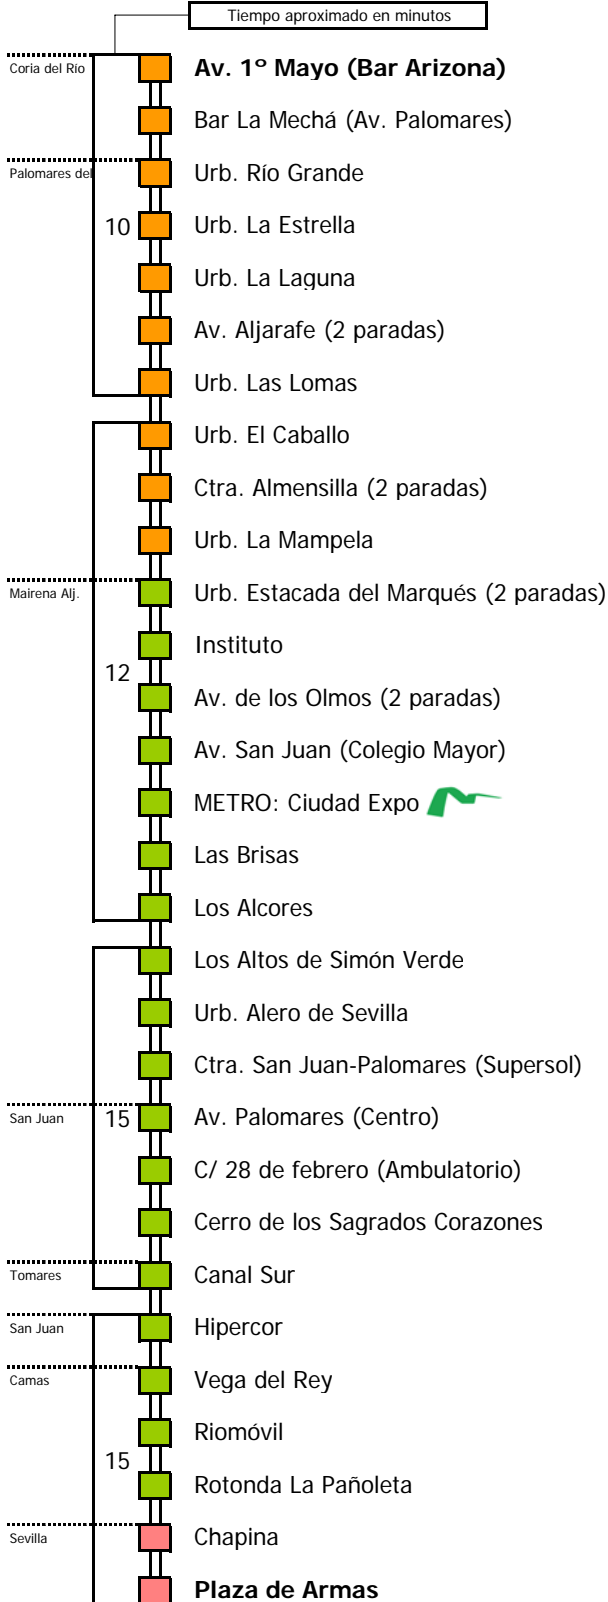 Tiempo aproximado en minutos
Coria del Río
Av. 1º Mayo (Bar Arizona)
Bar La Mechá (Av. Palomares)
Palomares del
Urb. Río Grande
10
Urb. La Estrella
Urb. La Laguna
Av. Aljarafe (2 paradas)
Urb. Las Lomas
Urb. El Caballo
Ctra. Almensilla (2 paradas)
Urb. La Mampela
Mairena Alj.
Urb. Estacada del Marqués (2 paradas)
Instituto
12
Av. de los Olmos (2 paradas)
Av. San Juan (Colegio Mayor)
METRO: Ciudad Expo
Las Brisas
Los Alcores
Los Altos de Simón Verde
Urb. Alero de Sevilla
Ctra. San Juan-Palomares (Supersol)
San Juan
15
Av. Palomares (Centro)
C/ 28 de febrero (Ambulatorio)
Cerro de los Sagrados Corazones
Tomares
Canal Sur
San Juan
Hipercor
Camas
Vega del Rey
Riomóvil
15
Rotonda La Pañoleta
Sevilla
Chapina
Plaza de Armas